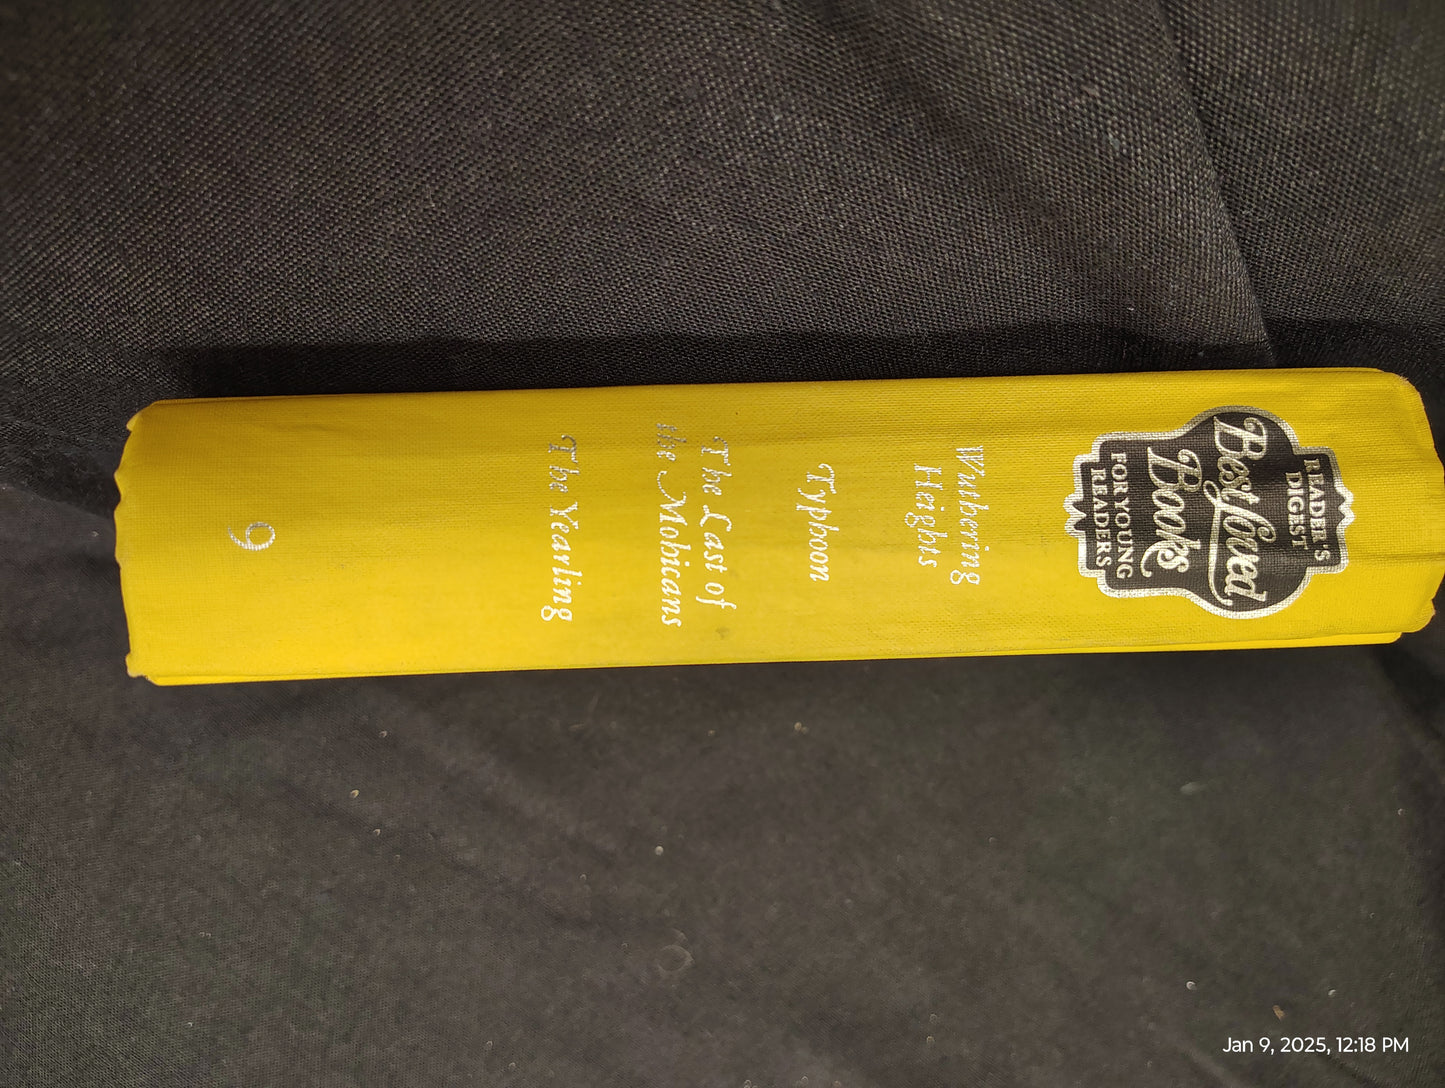 READER'S
DIGEST
Best Loved
Books
FOR YOUNG
READERS
Wuthering
Heights
Typhoon
The Last of
the Mohicans
The Yearling
9
Jan 9, 2025, 12:18 PM